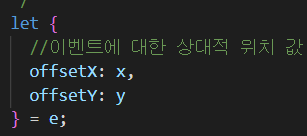 let {
//이벤트에 대한 상대적 위치 값
offsetX: x,
offsetY: y
} = e;